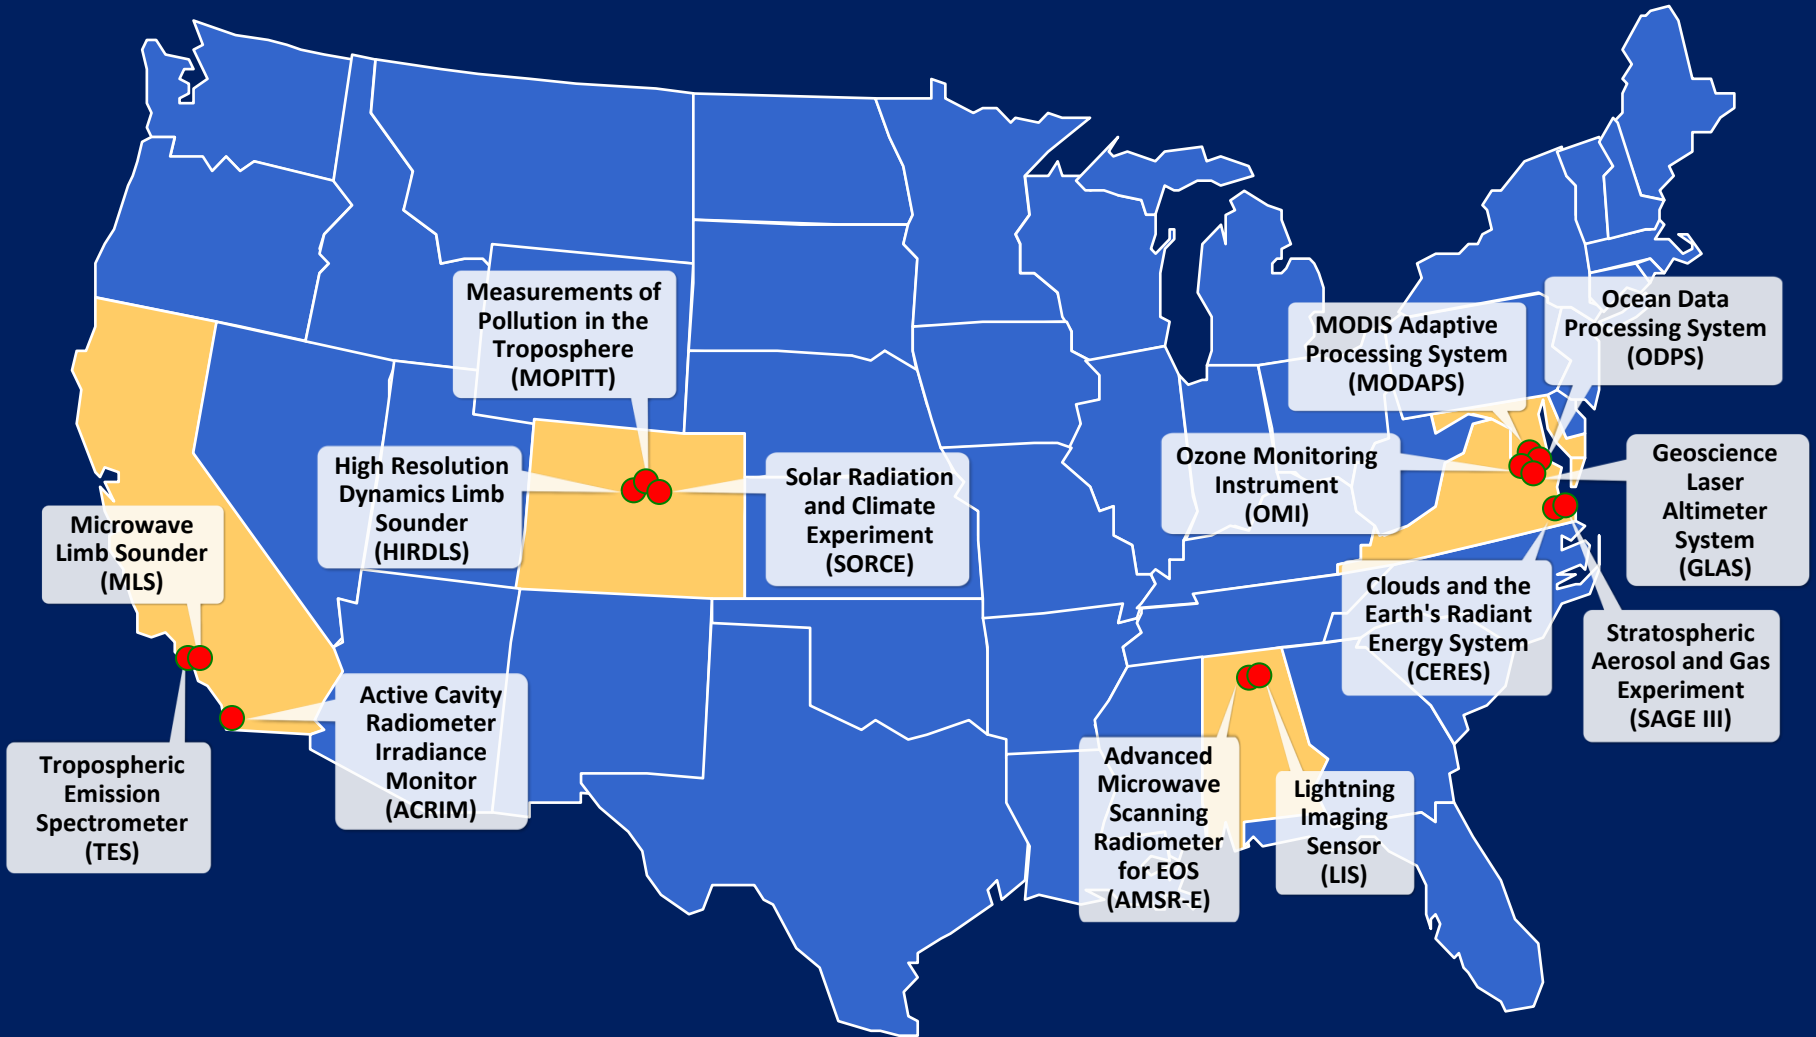 Measurements of
Pollution in the
Troposphere
(MOPITT)
Ocean Data
Processing System
(ODPS)
MODIS Adaptive
Processing System
(MODAPS)
High Resolution
Dynamics Limb
Sounder
(HIRDLS)
Solar Radiation
and Climate
Experiment
(SORCE)
Ozone Monitoring
Instrument
(OMI)
Geoscience
Laser
Altimeter
System
(GLAS)
Microwave
Limb Sounder
(MLS)
Clouds and the
Earth's Radiant
Energy System
(CERES)
Stratospheric
Aerosol and Gas
Experiment
(SAGE III)
Active Cavity
Radiometer
Irradiance
Monitor
(ACRIM)
Tropospheric
Emission
Spectrometer
(TES)
Advanced
Microwave
Scanning
Radiometer
for EOS
(AMSR-E)
Lightning
Imaging
Sensor
(LIS)